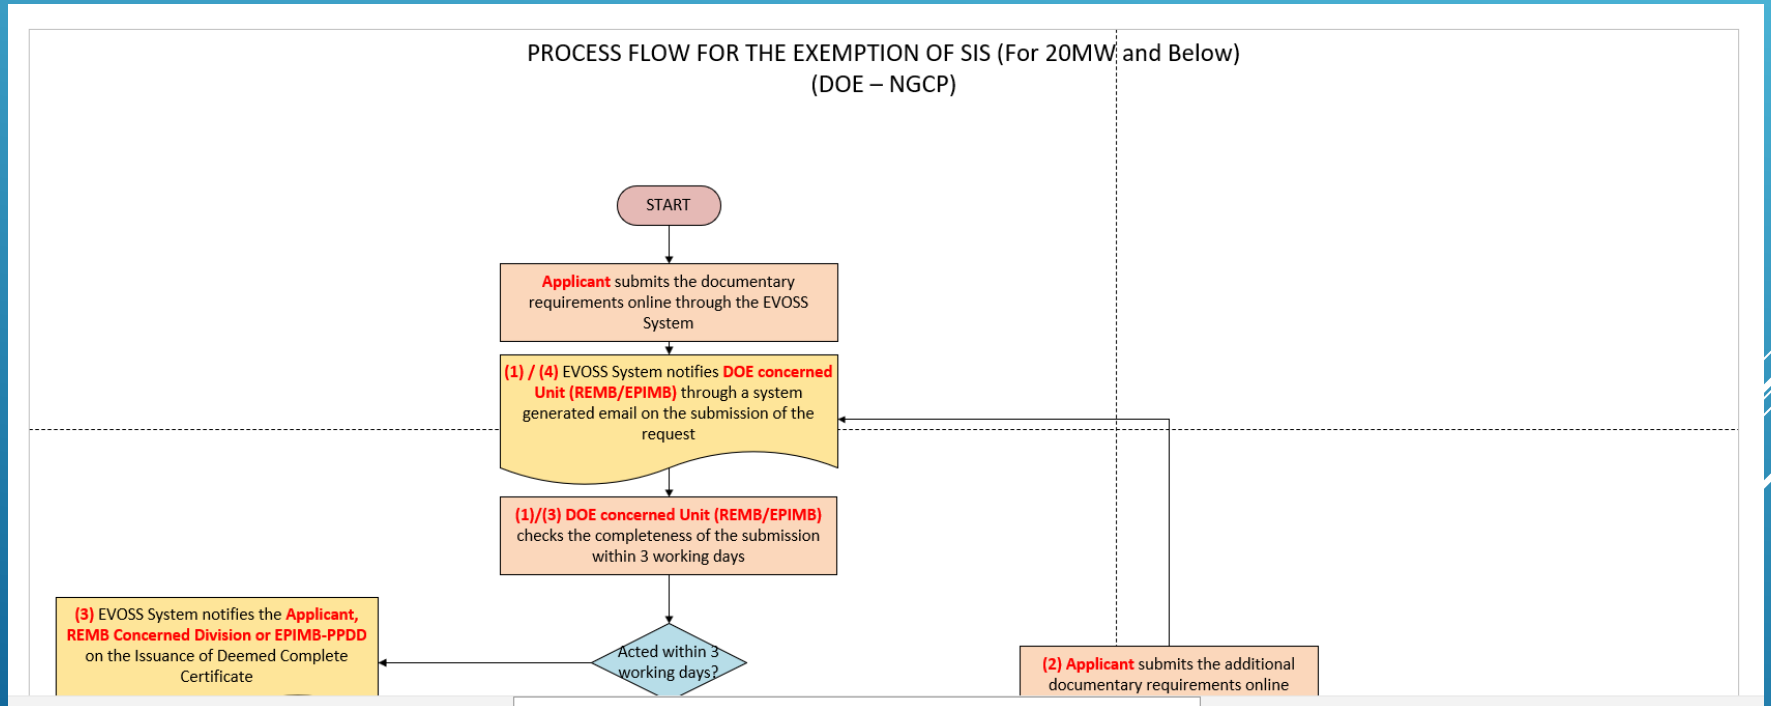 PROCESS FLOW FOR THE EXEMPTION OF SIS (For 20MW and Below)
(DOE – NGCP)
START
Applicant submits the documentary
requirements online through the EVOSS
System
(1) / (4) EVOSS System notifies DOE concerned
Unit (REMB/EPIMB) through a system
generated email on the submission of the
request
(1)/(3) DOE concerned Unit (REMB/EPIMB)
checks the completeness of the submission
within 3 working days
(3) EVOSS System notifies the Applicant,
REMB Concerned Division or EPIMB-PPDD
on the Issuance of Deemed Complete
Certificate
Acted within 3
working days?
(2) Applicant submits the additional
documentary requirements online